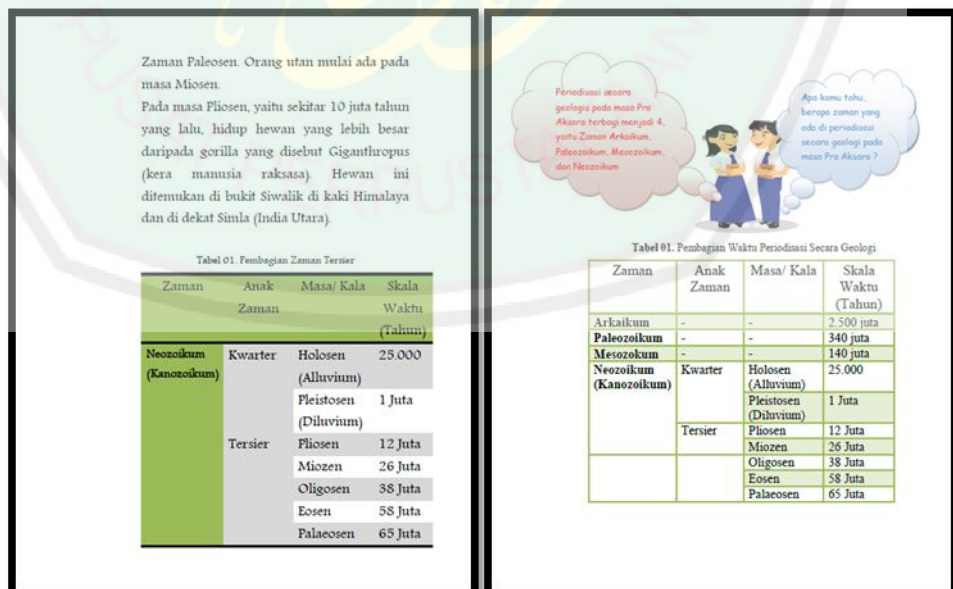 Zaman Paleosen. Orang utan mulai ada pada
masa Miosen.
Pada masa Pliosen, yaitu sekitar 10 juta tahun
yang lalu, hidup hewan yang lebih besar
daripada gorilla yang disebut Giganthropus
(kera manusia raksasa). Hewan ini
ditemukan di bukit Siwalik di kaki Himalaya
dan di dekat Simla (India Utara).
Tabel 01. Pembagian Zaman Tersier
Zaman Anak Zaman Masa/ Kala Skala Waktu (Tahun)
Neozoikum (Kanozoikum) Kwarter Holosen (Alluvium) 25.000
Pleistosen (Diluvium) 1 Juta
Tersier Pliosen 12 Juta
Miozen 26 Juta
Oligosen 38 Juta
Eosen 58 Juta
Palaeosen 65 Juta
Periodisasi secara
geologis pada masa Pra
Aksara terbagi menjadi 4,
yaitu Zaman Arkaikum,
Paleozoikum, Mesozoikum,
dan Neozoikum
Apa kamu tahu,
berapa zaman yang
ada di periodisasi
secara geologi pada
masa Pra Aksara ?
Tabel 01. Pembagian Waktu Periodisasi Secara Geologi
Zaman Anak Zaman Masa/ Kala Skala Waktu (Tahun)
Arkaikum - - 2.500 juta
Paleozoikum - - 340 juta
Mesozokum - - 140 juta
Neozoikum (Kanozoikum) Kwarter Holosen (Alluvium) 25.000
Pleistosen (Diluvium) 1 Juta
Tersier Pliosen 12 Juta
Miozen 26 Juta
Oligosen 38 Juta
Eosen 58 Juta
Palaeosen 65 Juta